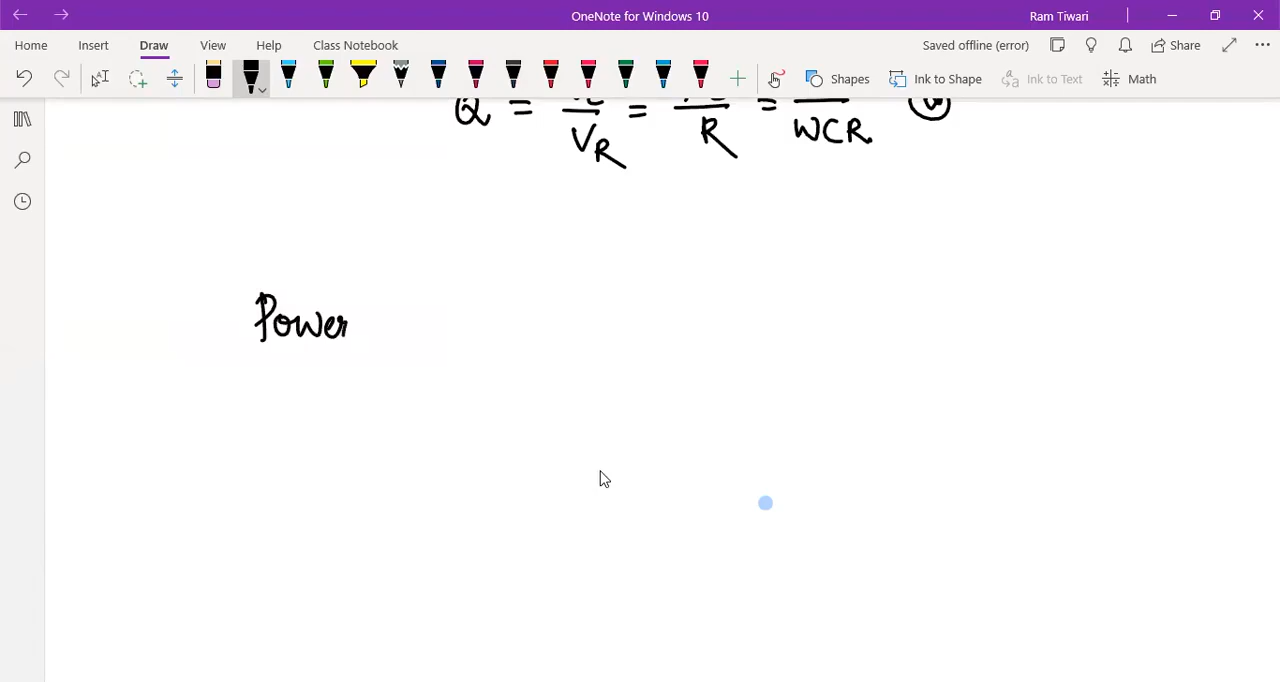 OneNote for Windows 10
Ram Tiwari
Home Insert Draw View Help Class Notebook
Saved offline (error)
Share
Shapes
Ink to Shape
Ink to Text
Math
Q = / V_R = / R = / WCR
Power